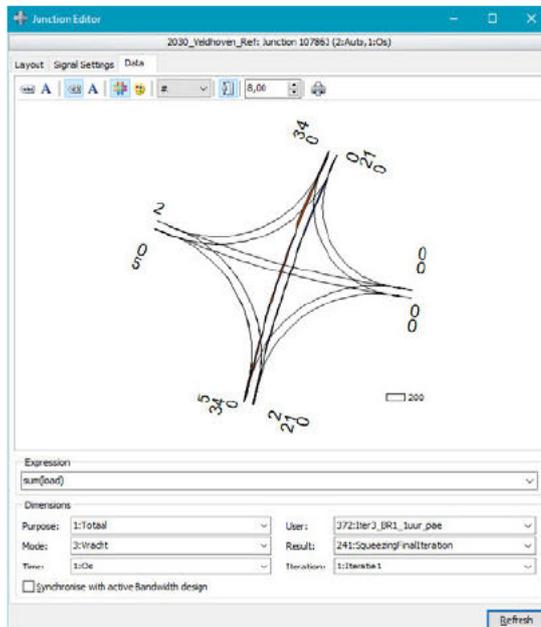 Junction Editor
2030_Veldhoven_Ref: Junction 107863 (2:Auto,1:Os)
Layout Signal Settings Data
abc A A #. 8,00
34
0
0
21
0
2
0
5
0
0
0
0
5
34
0
2
21
0
200
Expression
sum(load)
Dimensions
Purpose: 1:Totaal User: 372:Iter3_BR1_1uur_pae
Mode: 3:Vracht Result: 241:SqueezingFinalIteration
Time: 1:Os Iteration: 1:Iteratie1
Synchronise with active Bandwidth design
Refresh